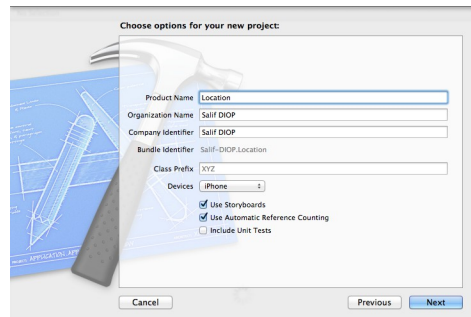 Choose options for your new project:
Product Name Location
Organization Name Salif DIOP
Company Identifier Salif DIOP
Bundle Identifier Salif-DIOP.Location
Class Prefix XYZ
Devices iPhone
Use Storyboards
Use Automatic Reference Counting
Include Unit Tests
APPLICATION
Cancel Previous Next